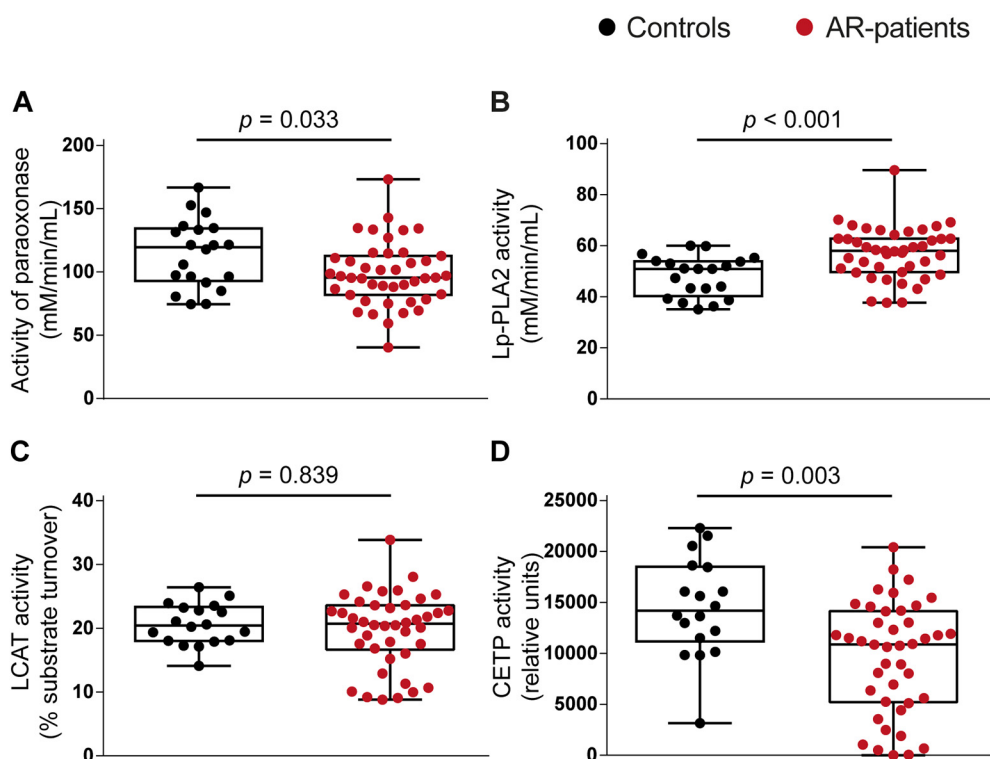 Controls AR-patients
A
p = 0.033
Activity of paraoxonase
(mM/min/mL)
200
150
100
50
0
B
p < 0.001
Lp-PLA2 activity
(mM/min/mL)
100
80
60
40
20
0
C
p = 0.839
LCAT activity
(% substrate turnover)
40
30
20
10
0
D
p = 0.003
CETP activity
(relative units)
25000
20000
15000
10000
5000
0